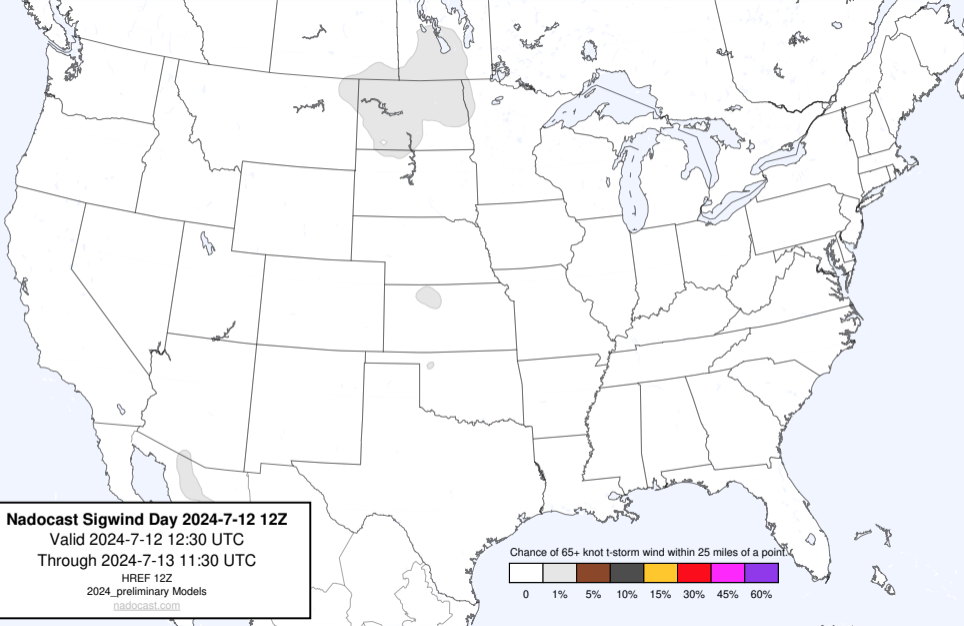 Nadocast Sigwind Day 2024-7-12 12Z
Valid 2024-7-12 12:30 UTC
Through 2024-7-13 11:30 UTC
HREF 12Z
2024_preliminary Models
nadocast.com
Chance of 65+ knot t-storm wind within 25 miles of a point.
0 1% 5% 10% 15% 30% 45% 60%